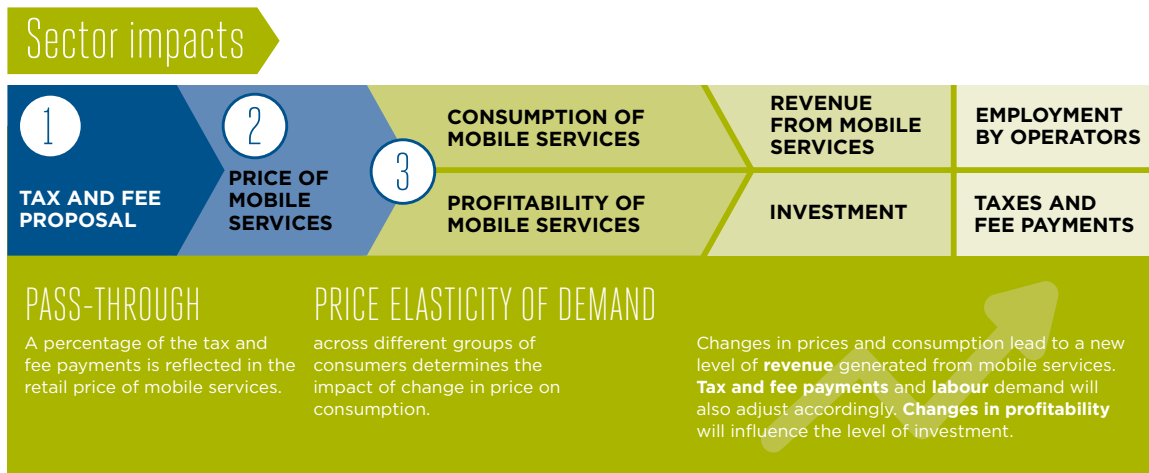 Sector impacts
1
TAX AND FEE
PROPOSAL
2
PRICE OF
MOBILE
SERVICES
3
CONSUMPTION OF
MOBILE SERVICES
PROFITABILITY OF
MOBILE SERVICES
REVENUE
FROM MOBILE
SERVICES
INVESTMENT
EMPLOYMENT
BY OPERATORS
TAXES AND
FEE PAYMENTS
PASS-THROUGH
A percentage of the tax and
fee payments is reflected in the
retail price of mobile services.
PRICE ELASTICITY OF DEMAND
across different groups of
consumers determines the
impact of change in price on
consumption.
Changes in prices and consumption lead to a new
level of revenue generated from mobile services.
Tax and fee payments and labour demand will
also adjust accordingly. Changes in profitability
will influence the level of investment.